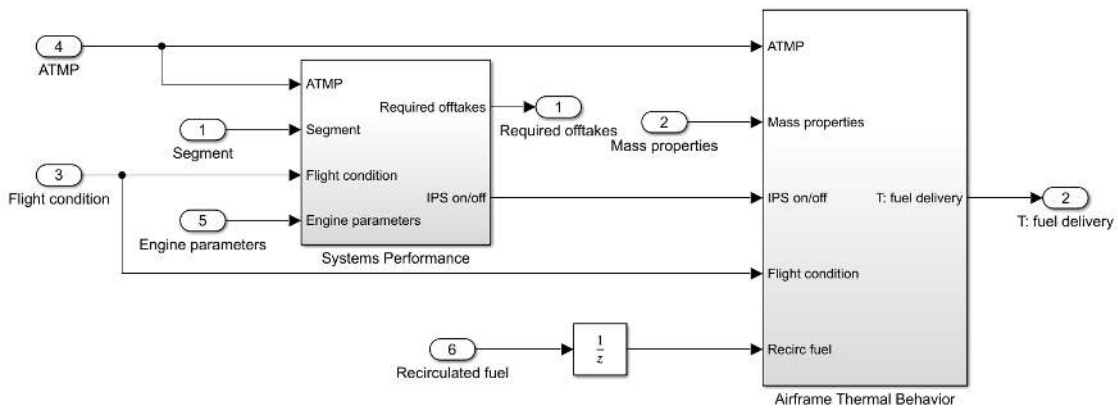 4
ATMP
ATMP
Segment
Flight condition
Engine parameters
Required offtakes
IPS on/off
Systems Performance
1
Segment
3
Flight condition
5
Engine parameters
1
Required offtakes
2
Mass properties
ATMP
Mass properties
IPS on/off
Flight condition
Recirc fuel
T: fuel delivery
Airframe Thermal Behavior
2
T: fuel delivery
6
Recirculated fuel
1
z